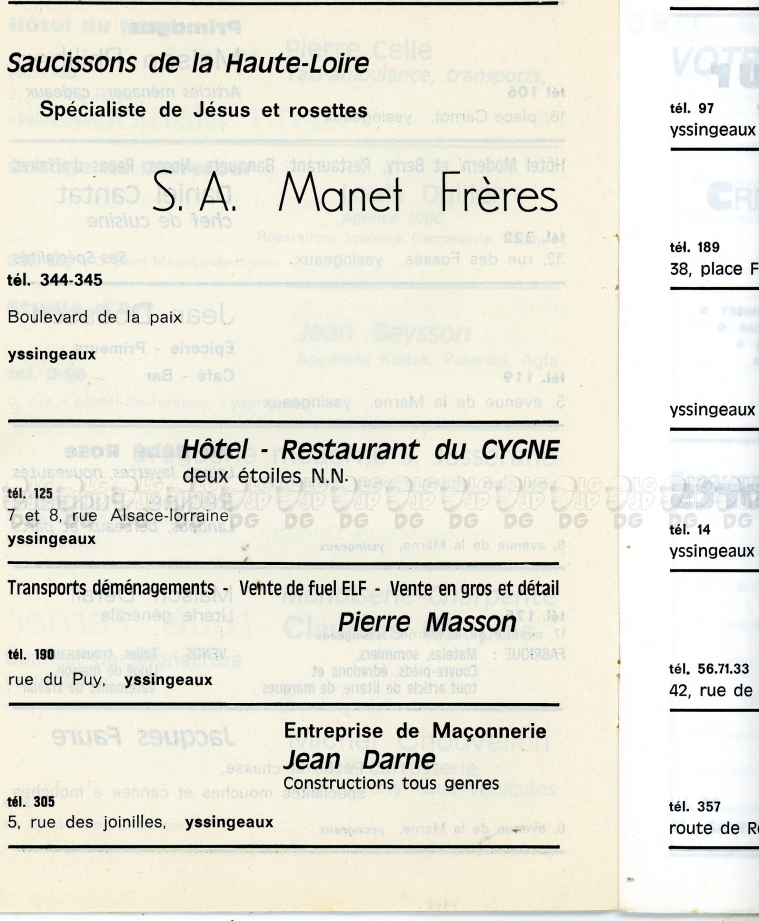 Saucissons de la Haute-Loire
Spécialiste de Jésus et rosettes
S. A. Manet Frères
tél. 344-345
Boulevard de la paix
yssingeaux
Hôtel - Restaurant du CYGNE
deux étoiles N.N.
tél. 125
7 et 8, rue Alsace-lorraine
yssingeaux
Transports déménagements - Vente de fuel ELF - Vente en gros et détail
Pierre Masson
tél. 190
rue du Puy, yssingeaux
Entreprise de Maçonnerie
Jean Darne
Constructions tous genres
tél. 305
5, rue des joinilles, yssingeaux
tél. 97
yssingeaux
tél. 189
38, place
yssingeaux
tél. 14
yssingeaux
tél. 56.71.33
42, rue de
tél. 357
route de